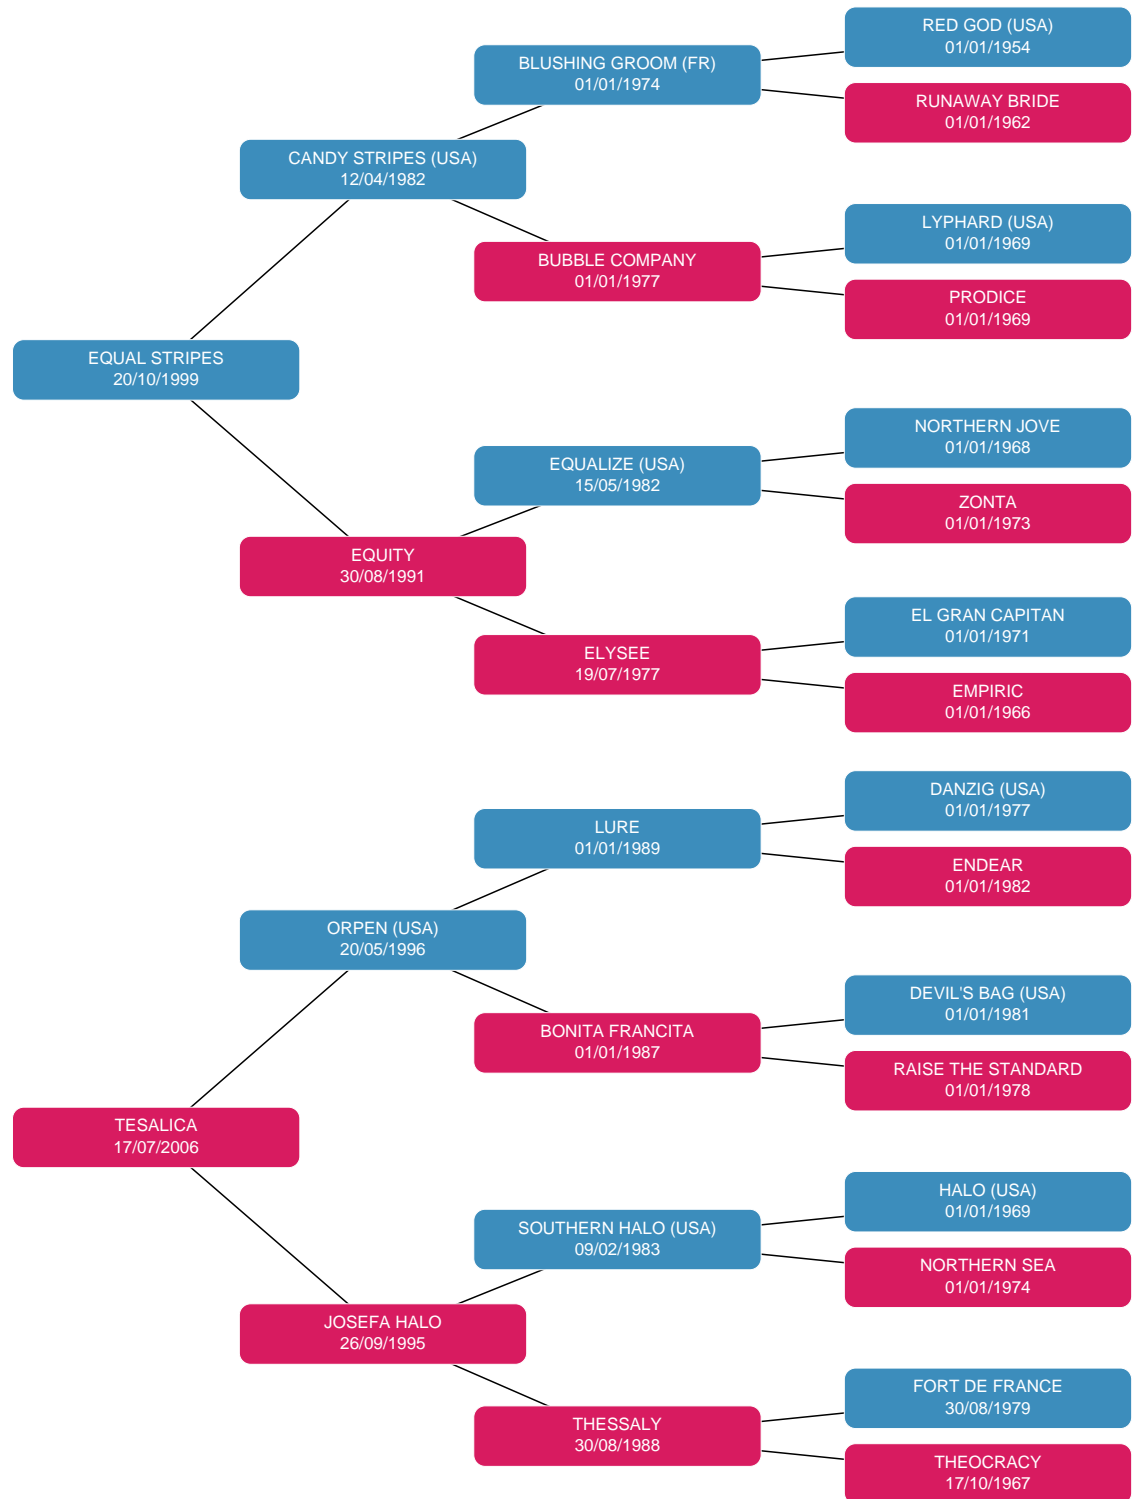 RED GOD (USA)
01/01/1954
BLUSHING GROOM (FR)
01/01/1974
RUNAWAY BRIDE
01/01/1962
CANDY STRIPES (USA)
12/04/1982
LYPHARD (USA)
01/01/1969
BUBBLE COMPANY
01/01/1977
PRODICE
01/01/1969
EQUAL STRIPES
20/10/1999
NORTHERN JOVE
01/01/1968
EQUALIZE (USA)
15/05/1982
ZONTA
01/01/1973
EQUITY
30/08/1991
EL GRAN CAPITAN
01/01/1971
ELYSEE
19/07/1977
EMPIRIC
01/01/1966
DANZIG (USA)
01/01/1977
LURE
01/01/1989
ENDEAR
01/01/1982
ORPEN (USA)
20/05/1996
DEVIL'S BAG (USA)
01/01/1981
BONITA FRANCITA
01/01/1987
RAISE THE STANDARD
01/01/1978
TESALICA
17/07/2006
HALO (USA)
01/01/1969
SOUTHERN HALO (USA)
09/02/1983
NORTHERN SEA
01/01/1974
JOSEFA HALO
26/09/1995
FORT DE FRANCE
30/08/1979
THESSALY
30/08/1988
THEOCRACY
17/10/1967